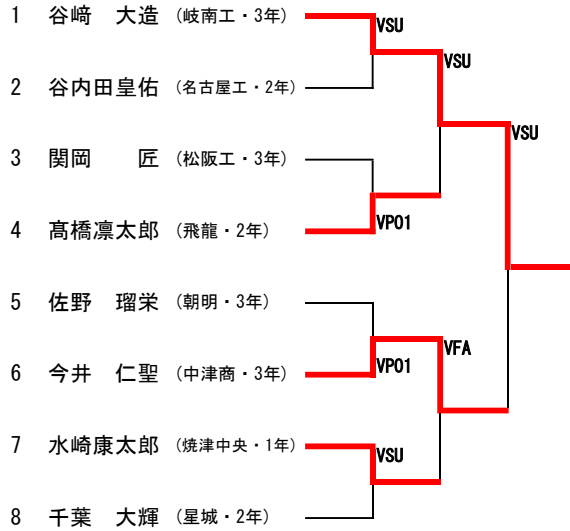 1 谷﨑 大造 (岐南工・3年)
VSU
VSU
2 谷内田皇佑 (名古屋工・2年)
VSU
3 関岡 匠 (松阪工・3年)
4 髙橋凛太郎 (飛龍・2年)
VPO1
5 佐野 瑠栄 (朝明・3年)
VFA
6 今井 仁聖 (中津商・3年)
VPO1
7 水崎康太郎 (焼津中央・1年)
VSU
8 千葉 大輝 (星城・2年)